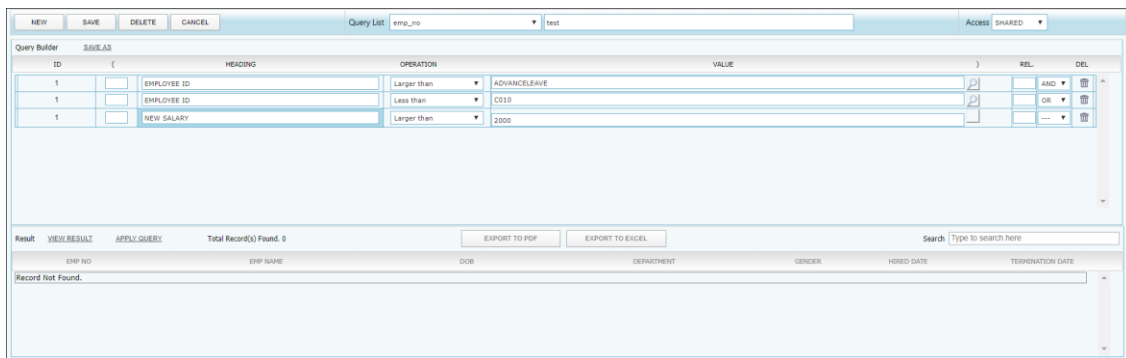 NEW SAVE DELETE CANCEL Query List emp_no test Access SHARED
Query Builder SAVE AS
ID ( HEADING OPERATION VALUE ) REL. DEL
1 EMPLOYEE ID Larger than ADVANCELEAVE AND
1 EMPLOYEE ID Less than C010 OR
1 NEW SALARY Larger than 2000 ---
Result VIEW RESULT APPLY QUERY Total Record(s) Found. 0 EXPORT TO PDF EXPORT TO EXCEL Search Type to search here
EMP NO EMP NAME DOB DEPARTMENT GENDER HIRED DATE TERMINATION DATE
Record Not Found.